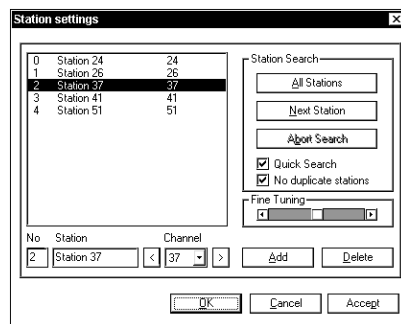 Station settings
0 Station 24 24
1 Station 26 26
2 Station 37 37
3 Station 41 41
4 Station 51 51
Station Search
All Stations
Next Station
Abort Search
Quick Search
No duplicate stations
Fine Tuning
No Station Channel
2 Station 37 < 37 >
Add Delete
OK Cancel Accept